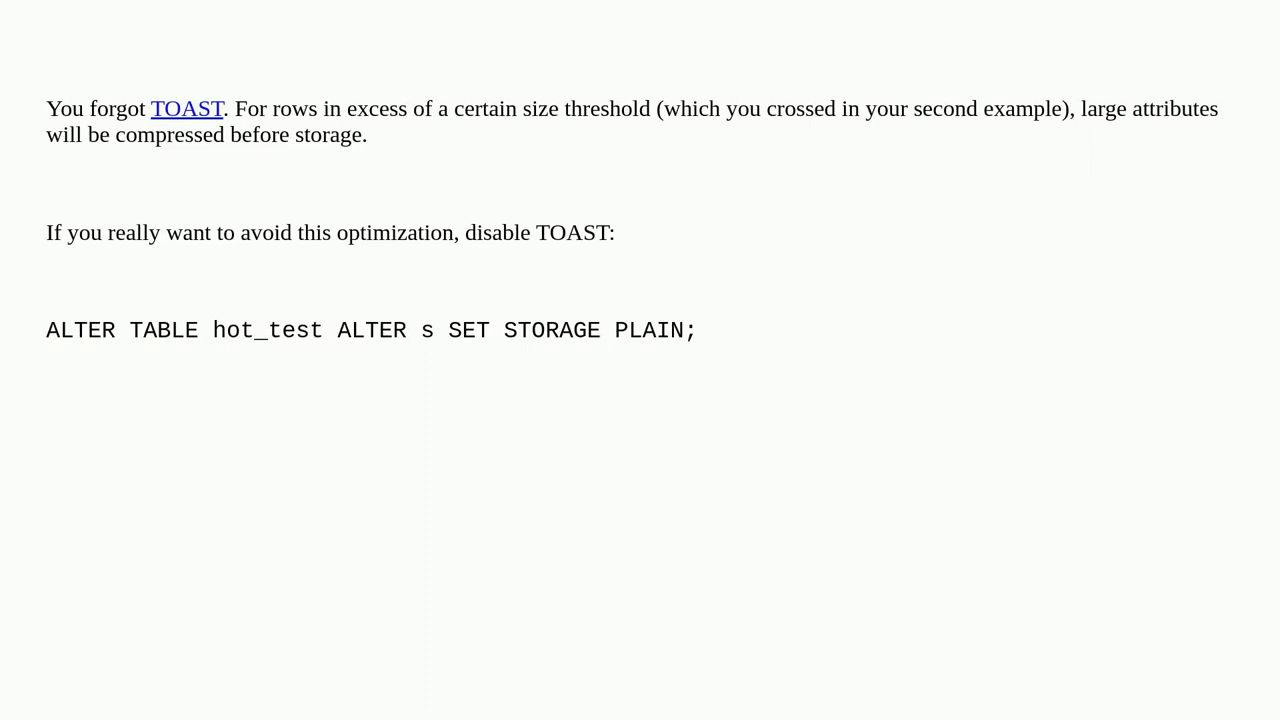 You forgot TOAST. For rows in excess of a certain size threshold (which you crossed in your second example), large attributes
will be compressed before storage.
If you really want to avoid this optimization, disable TOAST:
ALTER TABLE hot_test ALTER s SET STORAGE PLAIN;